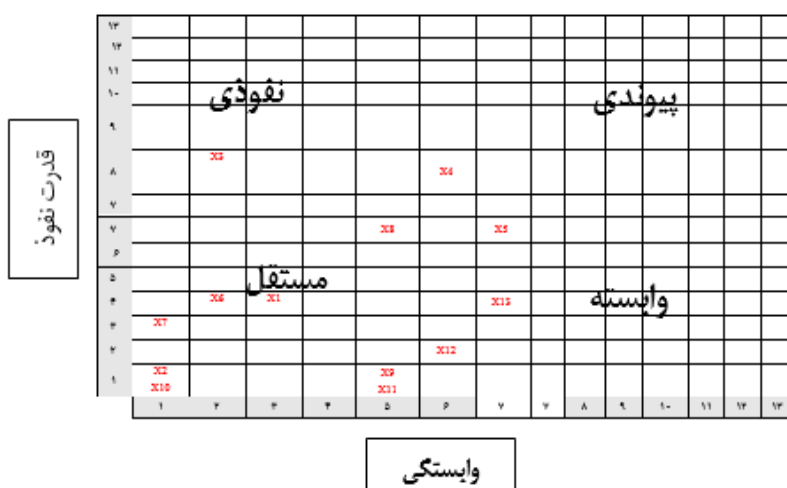 ۱۳
۱۲
۱۱
۱۰
نفوذی پیوندی
۹
X3
۸ X4
۷
۷ X8 X5
۶
۵
مستقل
۴ X6 X1 X13 وابسته
۳ X7
۲ X12
X2 X9
۱
X10 X11
۱ ۲ ۳ ۴ ۵ ۶ ۷ ۷ ۸ ۹ ۱۰ ۱۱ ۱۲ ۱۳
قدرت نفوذ
وابستگی